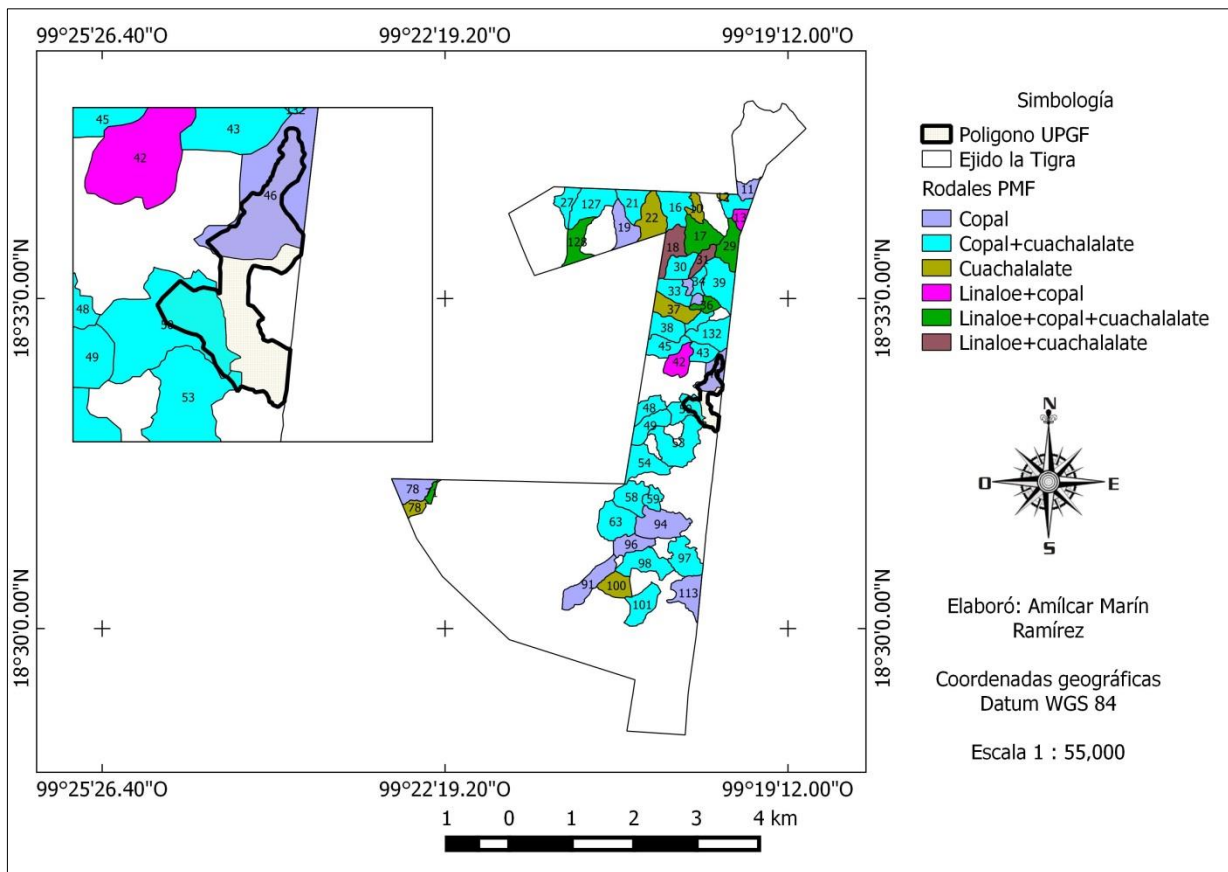 99°25'26.40"O
99°22'19.20"O
99°19'12.00"O
18°33'0.00"N
18°30'0.00"N
18°33'0.00"N
18°30'0.00"N
99°25'26.40"O
99°22'19.20"O
99°19'12.00"O
45
43
42
46
48
49
53
11
27
127
21
19
22
16
10
12
13
128
17
29
18
31
30
34
39
33
36
37
38
132
45
43
42
48
49
53
54
58
59
63
94
96
97
98
91
100
101
113
78
78
Simbología
Poligono UPGF
Ejido la Tigra
Rodales PMF
Copal
Copal+cuachalalate
Cuachalalate
Linaloe+copal
Linaloe+copal+cuachalalate
Linaloe+cuachalalate
N
O
E
S
Elaboró: Amílcar Marín
Ramírez
Coordenadas geográficas
Datum WGS 84
Escala 1 : 55,000
1 0 1 2 3 4 km